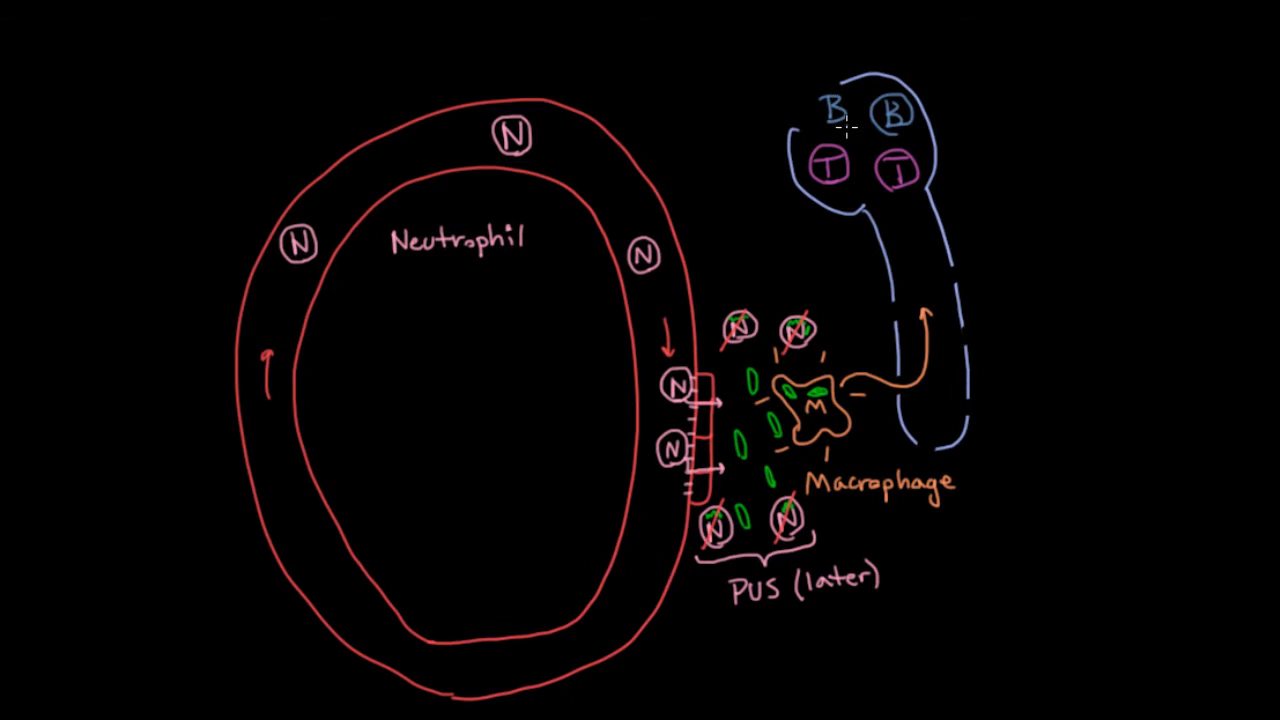 B B
N
T T
Neutrophil
N
N
N N
N
M
N
Macrophage
N N
PUS (later)